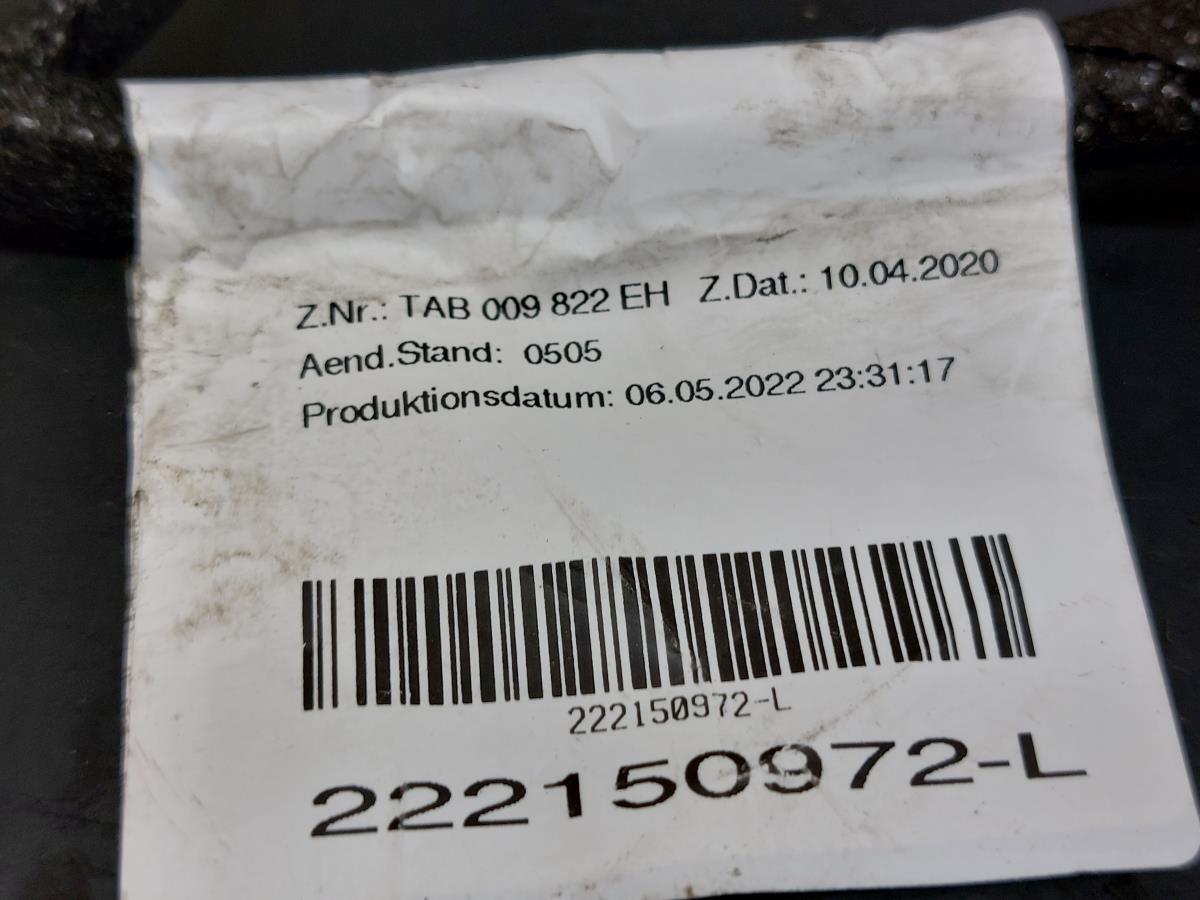 Z.Nr.: TAB 009 822 EH Z.Dat.: 10.04.2020
Aend.Stand: 0505
Produktionsdatum: 06.05.2022 23:31:17
222150972-L
222150972-L